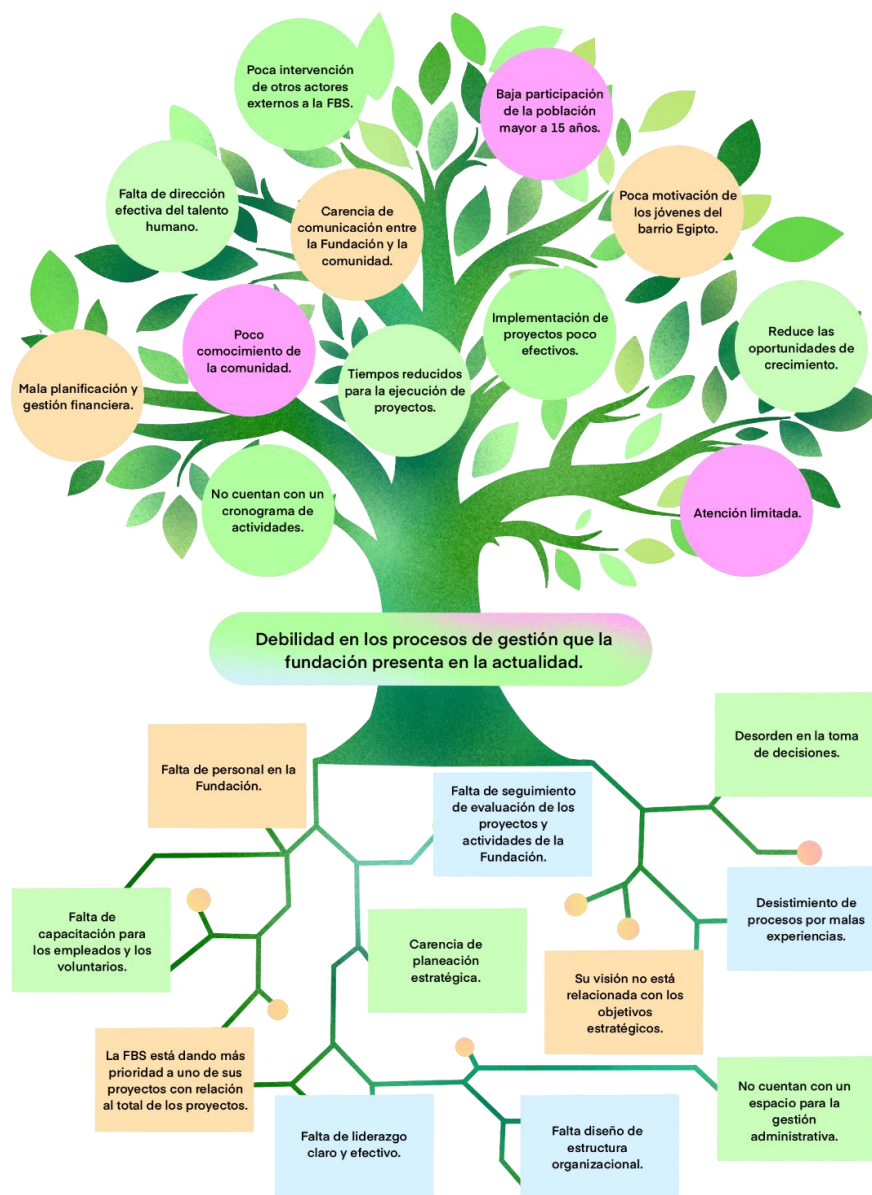 Poca intervención
de otros actores
externos a la FBS.
Baja participación
de la población
mayor a 15 años.
Falta de dirección
efectiva del talento
humano.
Carencia de
comunicación entre
la Fundación y la
comunidad.
Poca motivación de
los jóvenes del
barrio Egipto.
Mala planificación y
gestión financiera.
Poco
comocimiento de
la comunidad.
Tiempos reducidos
para la ejecución de
proyectos.
Implementación de
proyectos poco
efectivos.
Reduce las
oportunidades de
crecimiento.
No cuentan con un
cronograma de
actividades.
Atención limitada.
Debilidad en los procesos de gestión que la
fundación presenta en la actualidad.
Falta de personal en la
Fundación.
Falta de seguimiento
de evaluación de los
proyectos y
actividades de la
Fundación.
Desorden en la toma
de decisiones.
Falta de
capacitación para
los empleados y los
voluntarios.
Carencia de
planeación
estratégica.
Desistimiento de
procesos por malas
experiencias.
Su visión no está
relacionada con los
objetivos
estratégicos.
La FBS está dando más
prioridad a uno de sus
proyectos con relación
al total de los proyectos.
Falta de liderazgo
claro y efectivo.
Falta diseño de
estructura
organizacional.
No cuentan con un
espacio para la
gestión
administrativa.